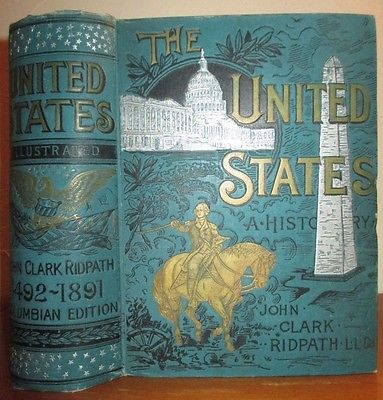 UNITED
STATES
ILLUSTRATED
JOHN CLARK RIDPATH
1492-1891
COLUMBIAN EDITION
THE
UNITED
STATES
A·HISTORY
JOHN
CLARK
RIDPATH·LL.D.